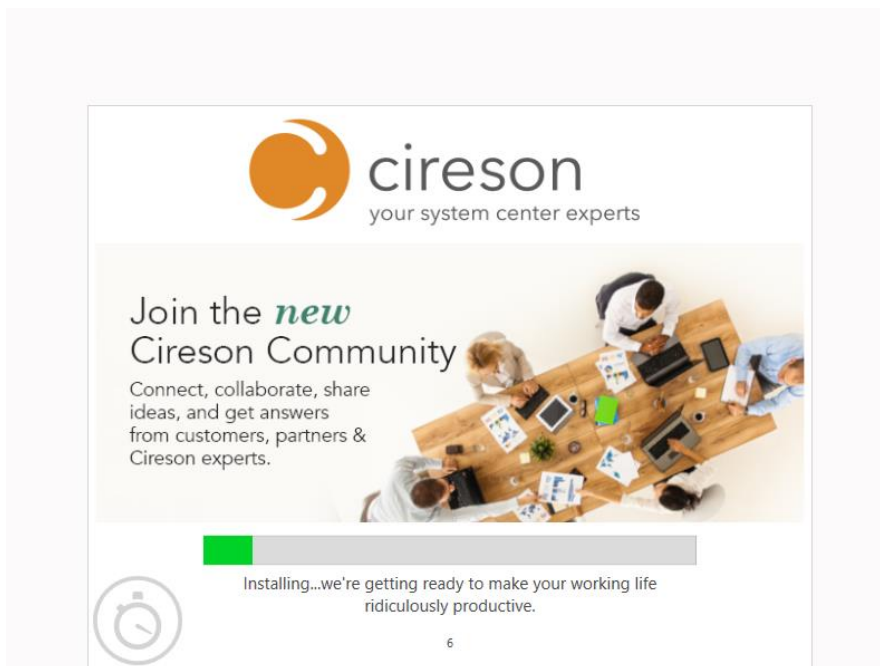 cireson
your system center experts
Join the new
Cireson Community
Connect, collaborate, share
ideas, and get answers
from customers, partners &
Cireson experts.
Installing...we're getting ready to make your working life
ridiculously productive.
6